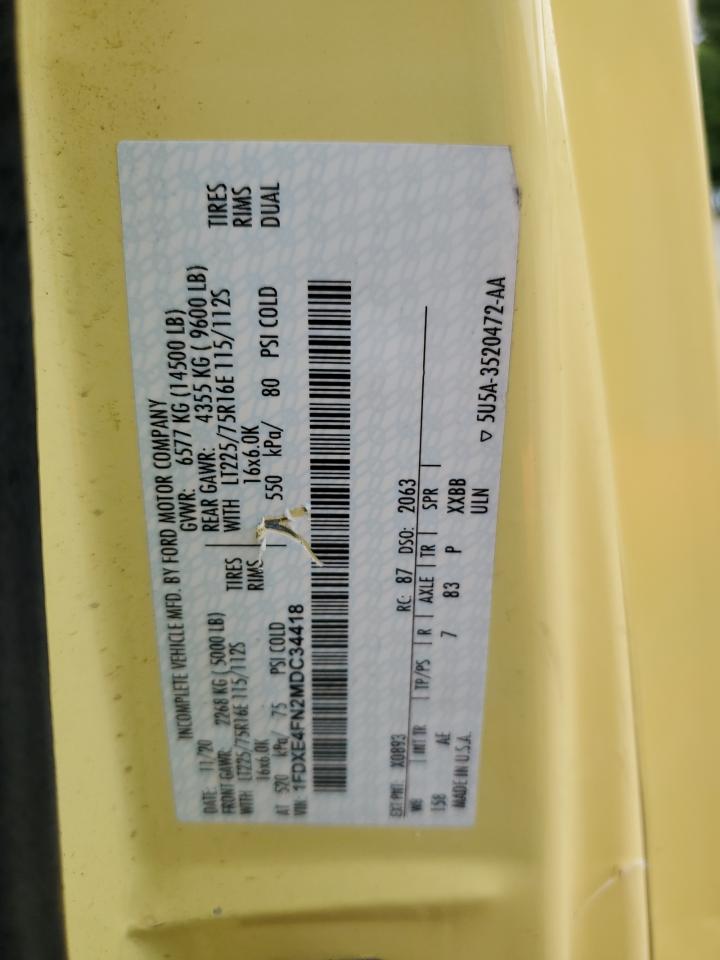 INCOMPLETE VEHICLE MFD. BY FORD MOTOR COMPANY
DATE: 11/20 GVWR: 6577 KG (14500 LB)
FRONT GAWR: 2268 KG (5000 LB) REAR GAWR: 4355 KG ( 9600 LB)
WITH LT225/75R16E 115/112S TIRES WITH LT225/75R16E 115/112S TIRES
16x6.0K RIMS 16x6.0K RIMS
AT 520 kPa/ 75 PSI COLD 550 kPa/ 80 PSI COLD DUAL
VIN: 1FDXE4FN2MDC34418
EXT PNT: X0893 RC: 87 DSO: 2063
WB INT TR TP/PS R AXLE TR SPR
158 AE 7 83 P XXBB
MADE IN U.S.A. ULN
▽ 5U5A-3520472-AA